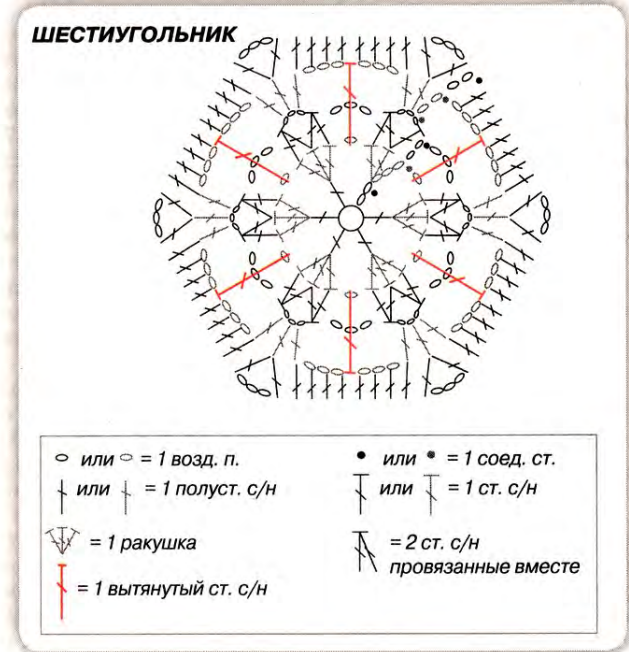 ШЕСТИУГОЛЬНИК
или = 1 возд. п.
или = 1 полуст. с/н
= 1 ракушка
= 1 вытянутый ст. с/н
или = 1 соед. ст.
или = 1 ст. с/н
= 2 ст. с/н
провязанные вместе